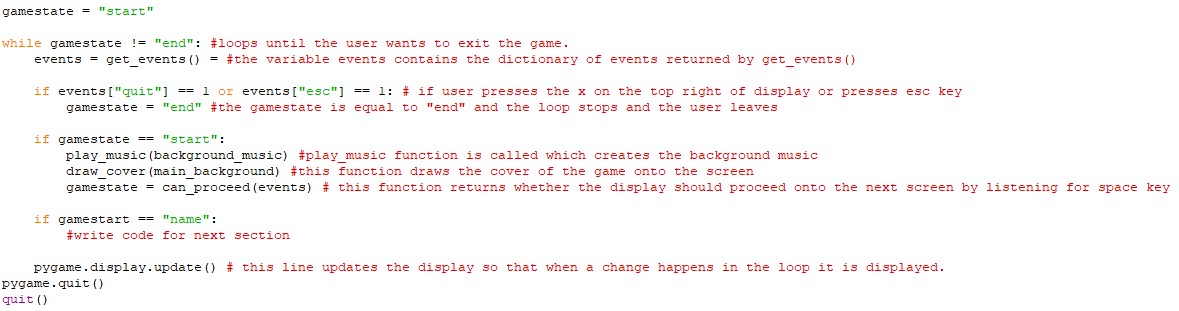 gamestate = "start"
while gamestate != "end": #loops until the user wants to exit the game.
events = get_events() = #the variable events contains the dictionary of events returned by get_events()
if events["quit"] == 1 or events["esc"] == 1: # if user presses the x on the top right of display or presses esc key
gamestate = "end" #the gamestate is equal to "end" and the loop stops and the user leaves
if gamestate == "start":
play_music(background_music) #play_music function is called which creates the background music
draw_cover(main_background) #this function draws the cover of the game onto the screen
gamestate = can_proceed(events) # this function returns whether the display should proceed onto the next screen by listening for space key
if gamestart == "name":
#write code for next section
pygame.display.update() # this line updates the display so that when a change happens in the loop it is displayed.
pygame.quit()
quit()